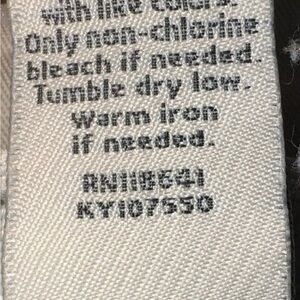 with like colors.
Only non-chlorine
bleach if needed.
Tumble dry low.
Warm iron
if needed.
RN118641
KY107550